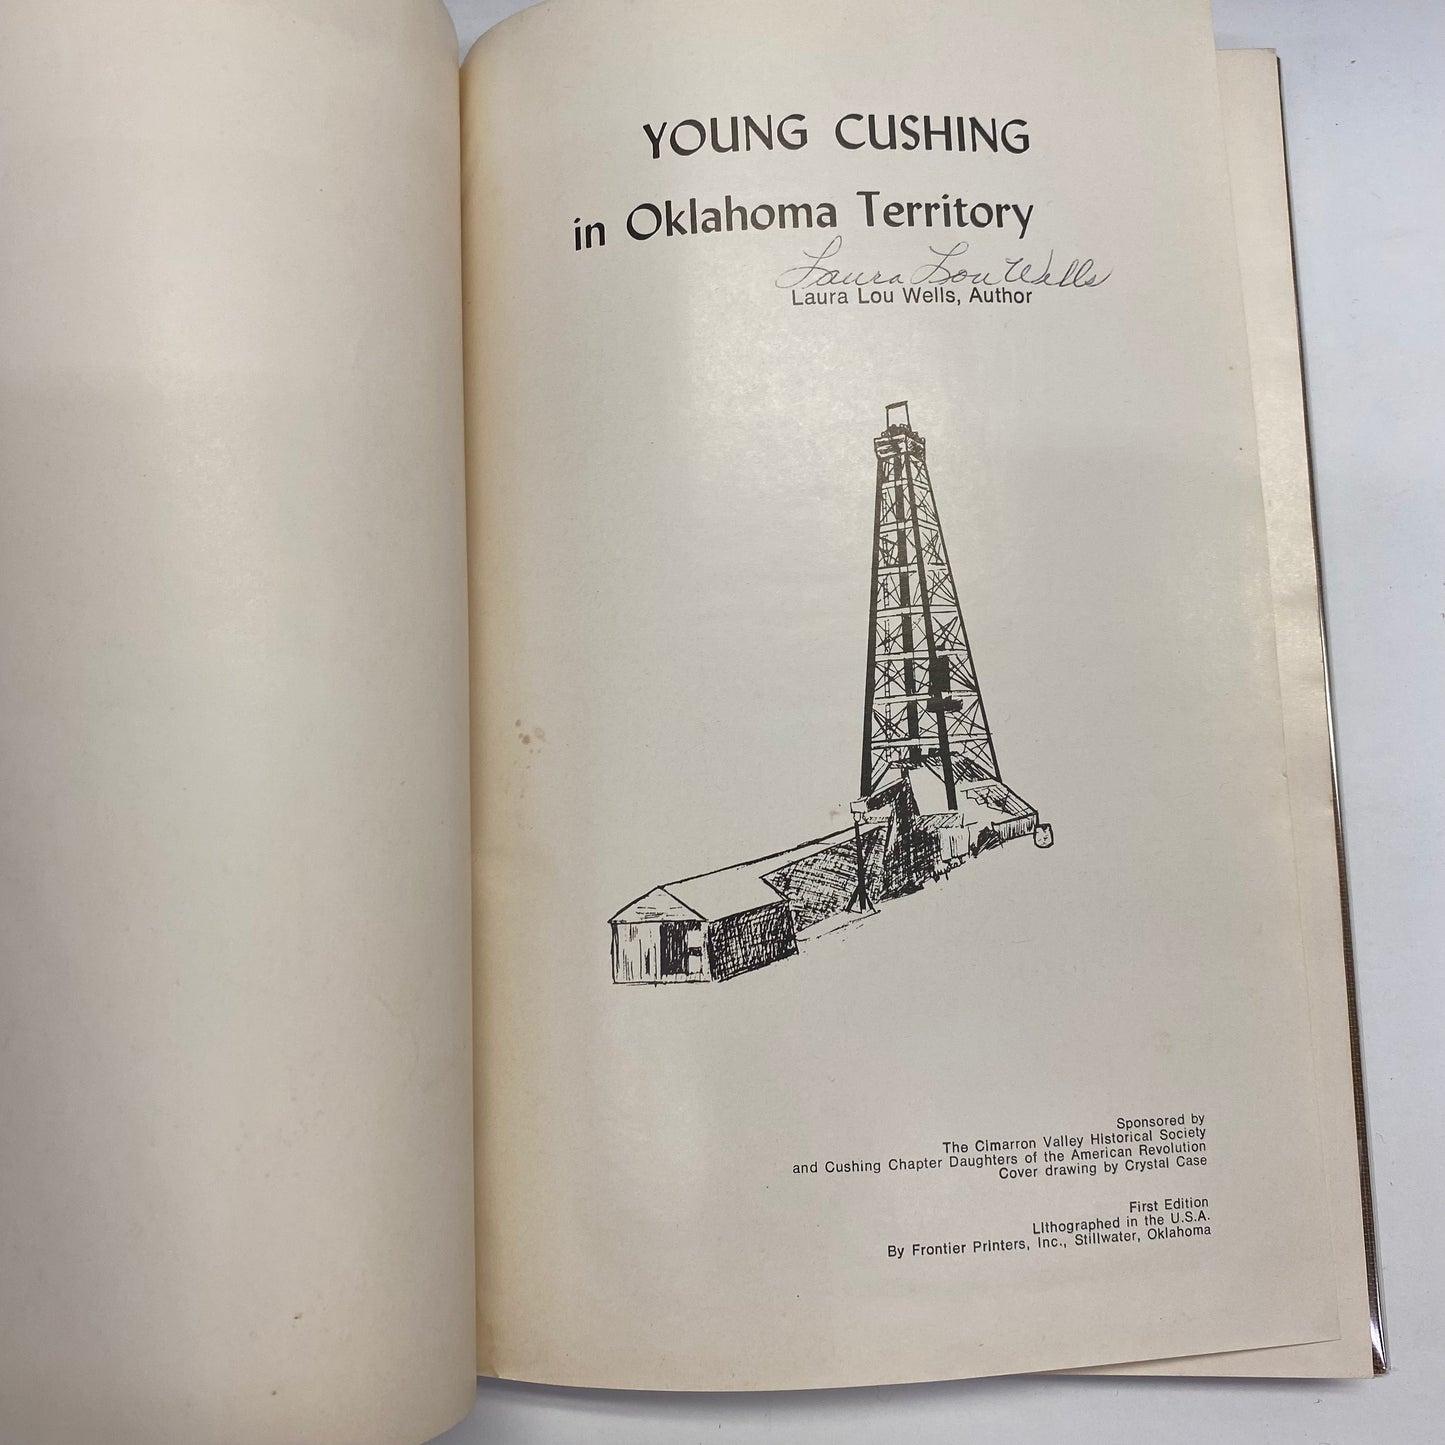 YOUNG CUSHING
in Oklahoma Territory
Laura Lou Wells
Laura Lou Wells, Author
Crystal
Sponsored by
The Cimarron Valley Historical Society
and Cushing Chapter Daughters of the American Revolution
Cover drawing by Crystal Case
First Edition
Lithographed in the U.S.A.
By Frontier Printers, Inc., Stillwater, Oklahoma